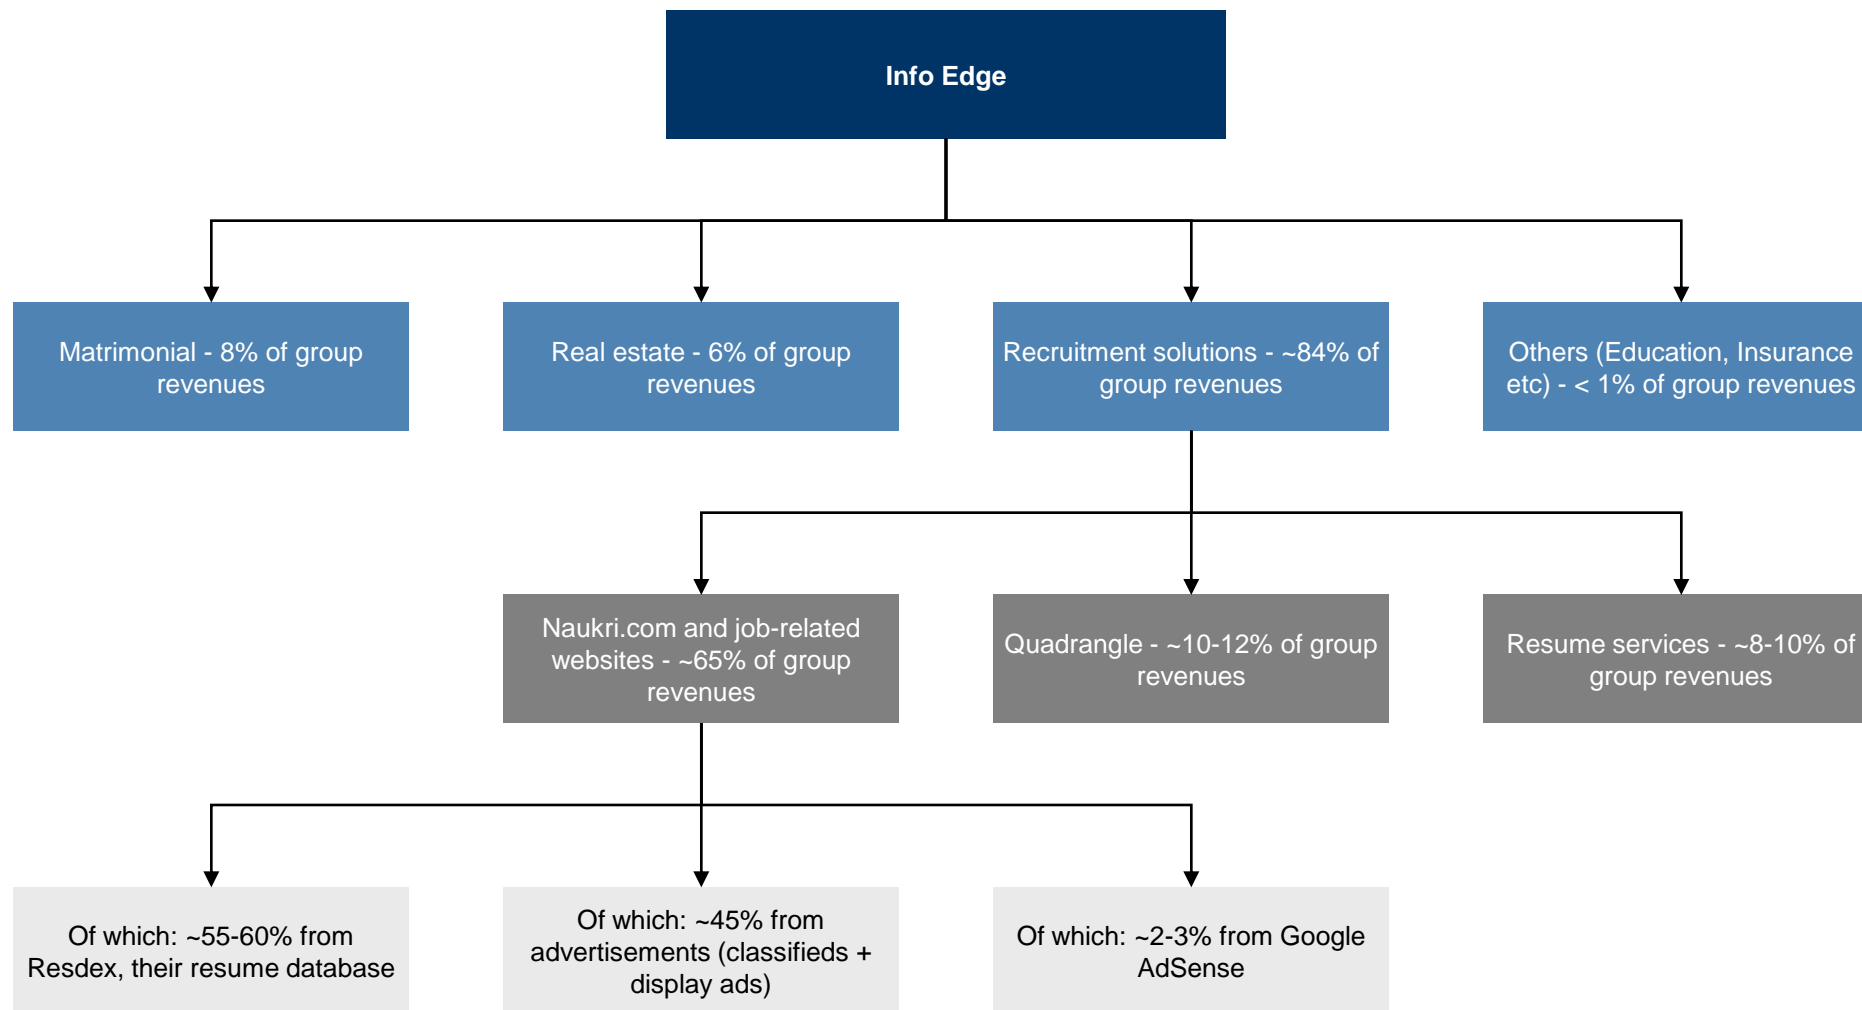 Info Edge
Matrimonial - 8% of group
revenues
Real estate - 6% of group
revenues
Recruitment solutions - ~84% of
group revenues
Others (Education, Insurance
etc) - < 1% of group revenues
Naukri.com and job-related
websites - ~65% of group
revenues
Quadrangle - ~10-12% of group
revenues
Resume services - ~8-10% of
group revenues
Of which: ~55-60% from
Resdex, their resume database
Of which: ~45% from
advertisements (classifieds +
display ads)
Of which: ~2-3% from Google
AdSense